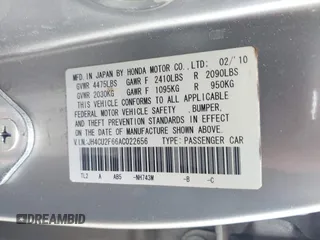 MFD. IN JAPAN BY HONDA MOTOR CO., LTD: 02/'10
GVWR 4475LBS GAWR F 2410LBS R 2090LBS
GVWR 2030KG GAWR F 1095KG R 950KG
THIS VEHICLE CONFORMS TO ALL APPLICABLE
FEDERAL MOTOR VEHICLE SAFETY, BUMPER,
AND THEFT PREVENTION STANDARDS IN EFFECT
ON THE DATE OF MANUFACTURE SHOWN ABOVE.
V.I.N. JH4CU2F66AC022656 TYPE: PASSENGER CAR
TL2 A AB5 -NH743M -B -C
DREAMBID